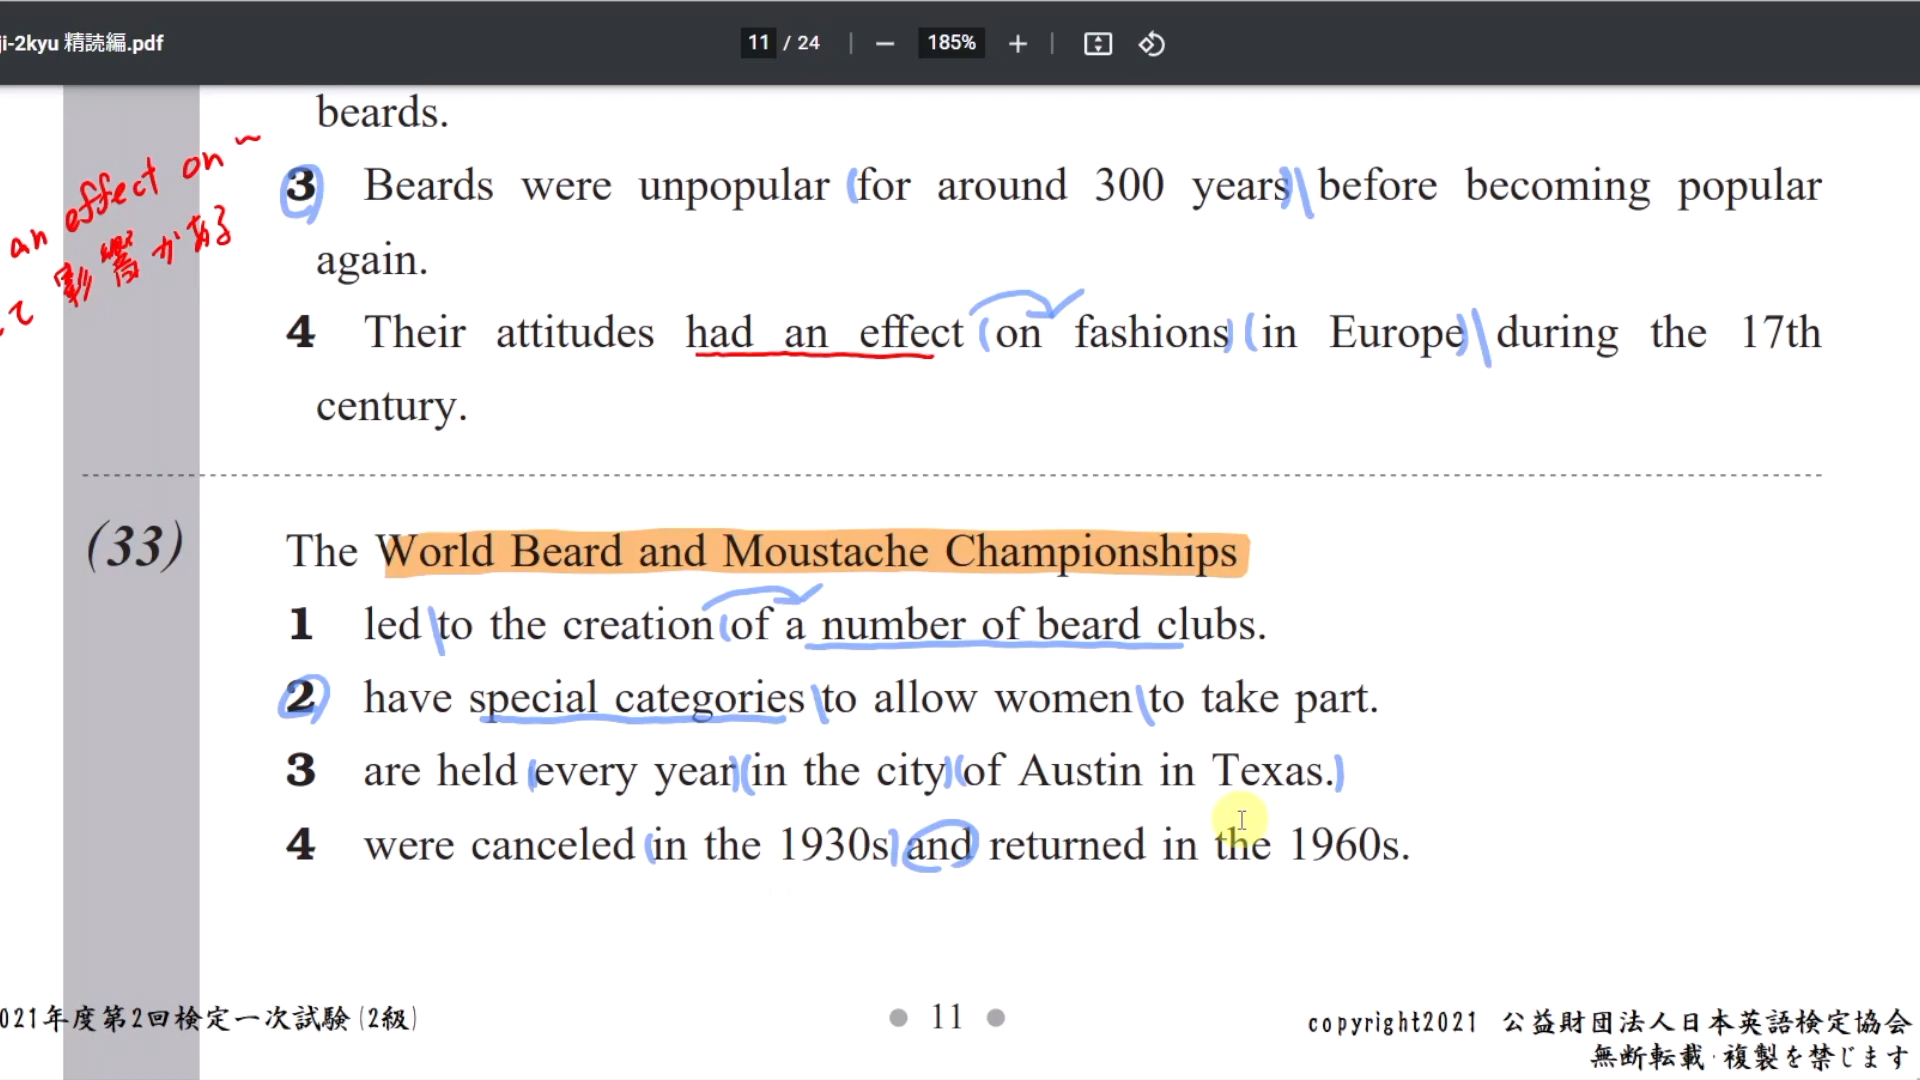 ji-2kyu 精読編.pdf
11 / 24
185%
beards.
an effect on ~
て 影響がある
3 Beards were unpopular (for around 300 years)\ before becoming popular
again.
4 Their attitudes had an effect (on fashions) (in Europe)\ during the 17th
century.
(33) The World Beard and Moustache Championships
1 led \to the creation (of a number of beard clubs.
2 have special categories \to allow women \to take part.
3 are held (every year) (in the city) (of Austin in Texas.)
4 were canceled (in the 1930s) and returned in the 1960s.
021年度第2回検定一次試験(2級)
● 11 ●
copyright2021 公益財団法人日本英語検定協会
無断転載・複製を禁じます